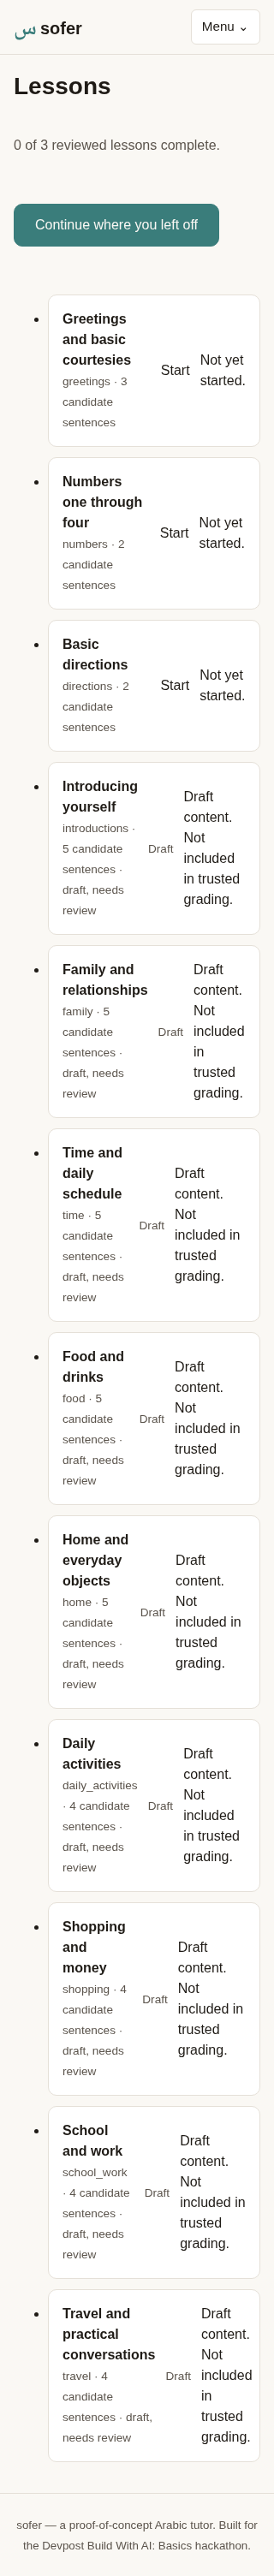 س sofer
Menu ⌄
Lessons
0 of 3 reviewed lessons complete.
Continue where you left off
Greetings
and basic
courtesies
greetings · 3
candidate
sentences
Start
Not yet
started.
Numbers
one through
four
numbers · 2
candidate
sentences
Start
Not yet
started.
Basic
directions
directions · 2
candidate
sentences
Start
Not yet
started.
Introducing
yourself
introductions ·
5 candidate
sentences ·
draft, needs
review
Draft
Draft
content.
Not
included
in trusted
grading.
Family and
relationships
family · 5
candidate
sentences ·
draft, needs
review
Draft
Draft
content.
Not
included
in
trusted
grading.
Time and
daily
schedule
time · 5
candidate
sentences ·
draft, needs
review
Draft
Draft
content.
Not
included in
trusted
grading.
Food and
drinks
food · 5
candidate
sentences ·
draft, needs
review
Draft
Draft
content.
Not
included in
trusted
grading.
Home and
everyday
objects
home · 5
candidate
sentences ·
draft, needs
review
Draft
Draft
content.
Not
included in
trusted
grading.
Daily
activities
daily_activities
· 4 candidate
sentences ·
draft, needs
review
Draft
Draft
content.
Not
included
in trusted
grading.
Shopping
and
money
shopping · 4
candidate
sentences ·
draft, needs
review
Draft
Draft
content.
Not
included in
trusted
grading.
School
and work
school_work
· 4 candidate
sentences ·
draft, needs
review
Draft
Draft
content.
Not
included in
trusted
grading.
Travel and
practical
conversations
travel · 4
candidate
sentences · draft,
needs review
Draft
Draft
content.
Not
included
in
trusted
grading.
sofer — a proof-of-concept Arabic tutor. Built for
the Devpost Build With AI: Basics hackathon.